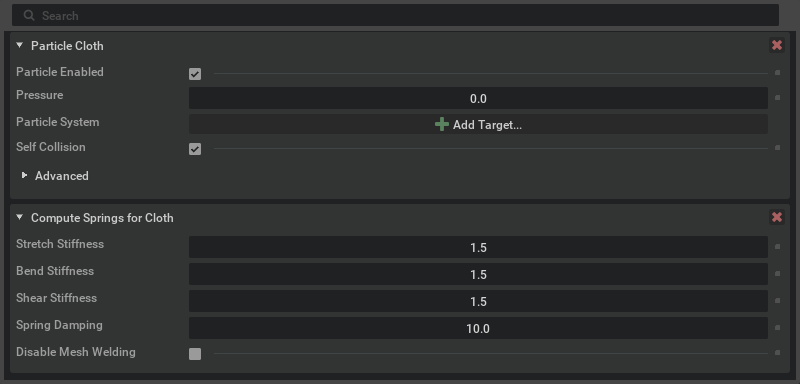 Search
Particle Cloth
Particle Enabled
Pressure 0.0
Particle System Add Target...
Self Collision
Advanced
Compute Springs for Cloth
Stretch Stiffness 1.5
Bend Stiffness 1.5
Shear Stiffness 1.5
Spring Damping 10.0
Disable Mesh Welding